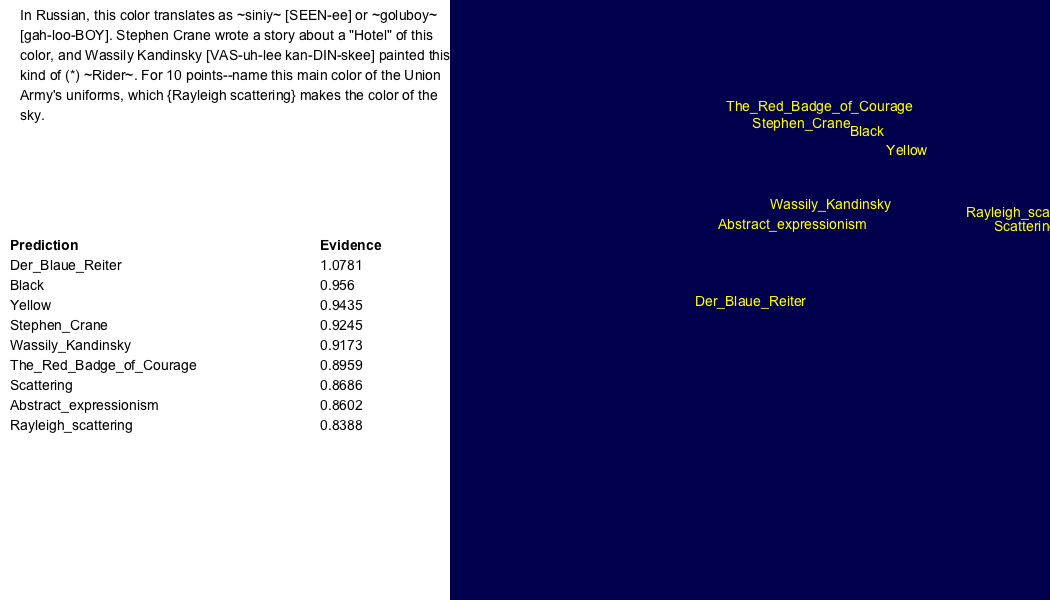 In Russian, this color translates as ~siniy~ [SEEN-ee] or ~goluboy~
[gah-loo-BOY]. Stephen Crane wrote a story about a "Hotel" of this
color, and Wassily Kandinsky [VAS-uh-lee kan-DIN-skee] painted this
kind of (*) ~Rider~. For 10 points--name this main color of the Union
Army's uniforms, which {Rayleigh scattering} makes the color of the
sky.
Prediction Evidence
Der_Blaue_Reiter 1.0781
Black 0.956
Yellow 0.9435
Stephen_Crane 0.9245
Wassily_Kandinsky 0.9173
The_Red_Badge_of_Courage 0.8959
Scattering 0.8686
Abstract_expressionism 0.8602
Rayleigh_scattering 0.8388
The_Red_Badge_of_Courage
Stephen_Crane
Black
Yellow
Wassily_Kandinsky
Rayleigh_sca
Abstract_expressionism
Scattering
Der_Blaue_Reiter